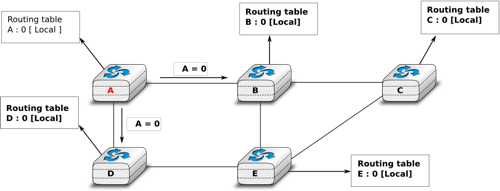 Routing table
A : 0 [ Local ]
Routing table
B : 0 [Local]
Routing table
C : 0 [Local]
A = 0
A
B
C
Routing table
D : 0 [Local]
A = 0
D
E
Routing table
E : 0 [Local]